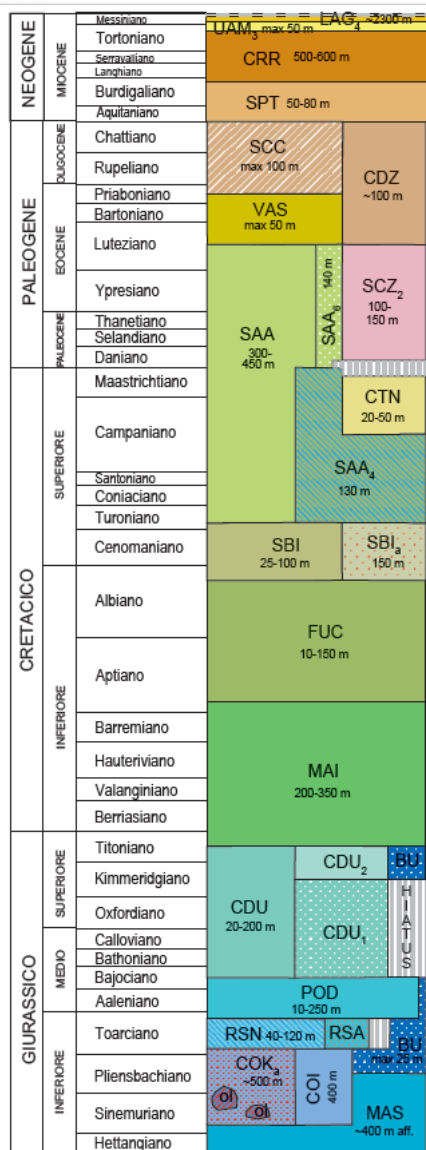 NEOGENE
MIOCENE
Messiniano
Tortoniano
Serravalliano
Langhiano
Burdigaliano
Aquitaniano
LAG4 ~2300 m
UAM3 max 50 m
CRR 500-600 m
SPT 50-80 m
PALEOGENE
OLIGOCENE
Chattiano
Rupeliano
EOCENE
Priaboniano
Bartoniano
Luteziano
Ypresiano
PALEOCENE
Thanetiano
Selandiano
Daniano
SCC
max 100 m
CDZ
~100 m
VAS
max 50 m
SAA
300-
450 m
SAA6 140 m
SCZ2
100-
150 m
CRETACICO
SUPERIORE
Maastrichtiano
Campaniano
Santoniano
Coniaciano
Turoniano
Cenomaniano
CTN
20-50 m
SAA4
130 m
SBI
25-100 m
SBIa
150 m
INFERIORE
Albiano
Aptiano
Barremiano
Hauteriviano
Valanginiano
Berriasiano
FUC
10-150 m
MAI
200-350 m
GIURASSICO
SUPERIORE
Titoniano
Kimmeridgiano
Oxfordiano
MEDIO
Calloviano
Bathoniano
Bajociano
Aaleniano
CDU
20-200 m
CDU2
BU
CDU1
HIATUS
POD
10-250 m
INFERIORE
Toarciano
Pliensbachiano
Sinemuriano
Hettangiano
RSN 40-120 m
RSA
BU
max 25 m
COKa
~500 m
ol
ol
COI
400 m
MAS
~400 m aff.